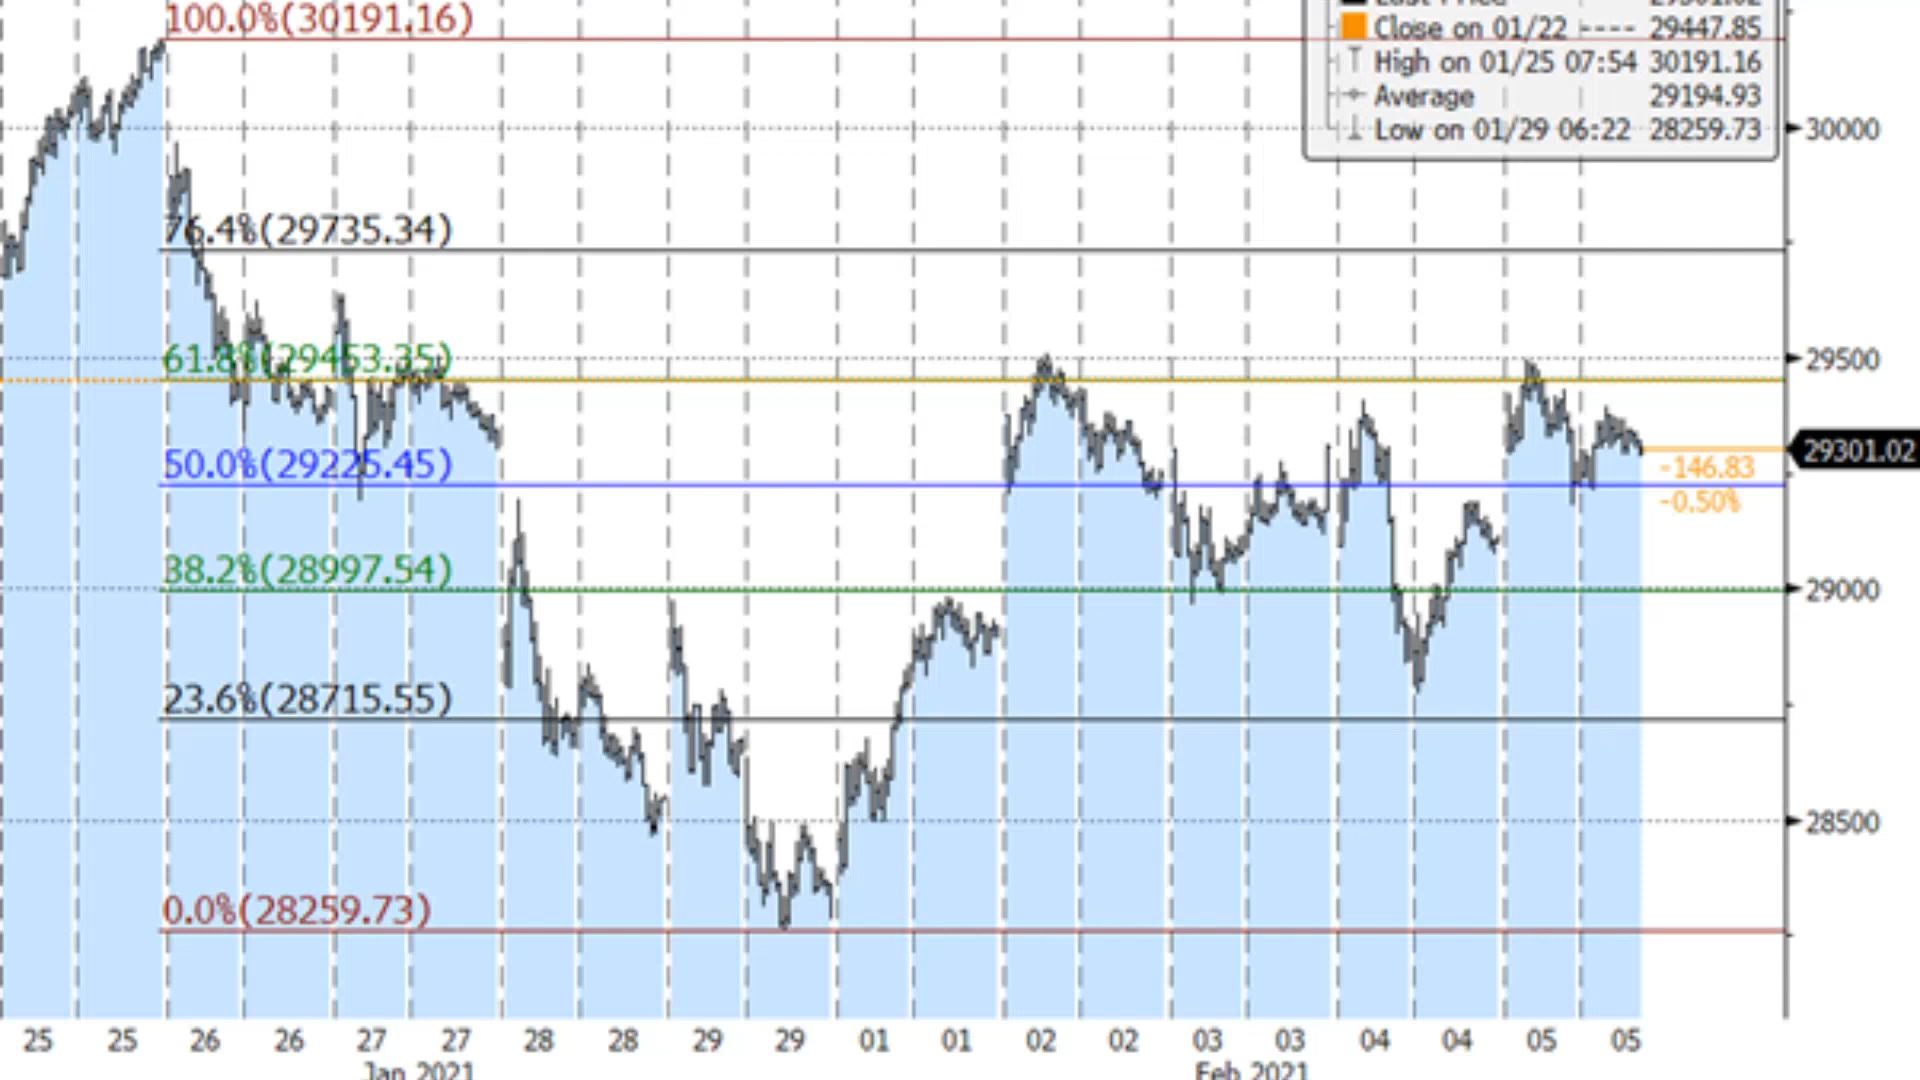 100.0%(30191.16)
Last Price 29301.02
Close on 01/22 ---- 29447.85
High on 01/25 07:54 30191.16
Average 29194.93
Low on 01/29 06:22 28259.73
30000
76.4%(29735.34)
61.8%(29453.35)
29500
50.0%(29225.45)
29301.02
-146.83
-0.50%
38.2%(28997.54)
29000
23.6%(28715.55)
28500
0.0%(28259.73)
25 25 26 26 27 27 28 28 29 29 01 01 02 02 03 03 04 04 05 05
Jan 2021 Feb 2021